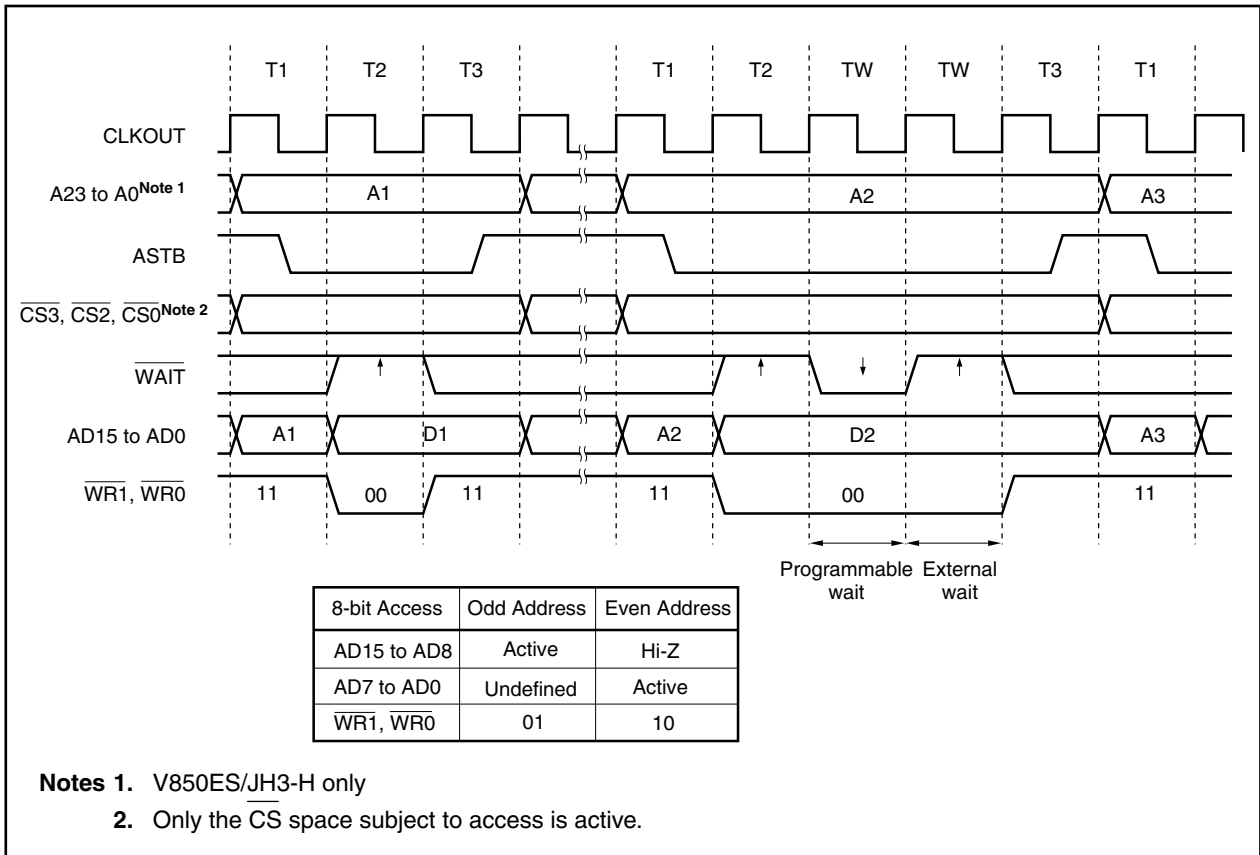 T1 T2 T3 T1 T2 TW TW T3 T1
CLKOUT
A23 to A0Note 1 A1 A2 A3
ASTB
CS3, CS2, CS0Note 2
WAIT
AD15 to AD0 A1 D1 A2 D2 A3
WR1, WR0 11 00 11 11 00 11
Programmable wait External wait
8-bit Access Odd Address Even Address
AD15 to AD8 Active Hi-Z
AD7 to AD0 Undefined Active
WR1, WR0 01 10
Notes 1. V850ES/JH3-H only
2. Only the CS space subject to access is active.